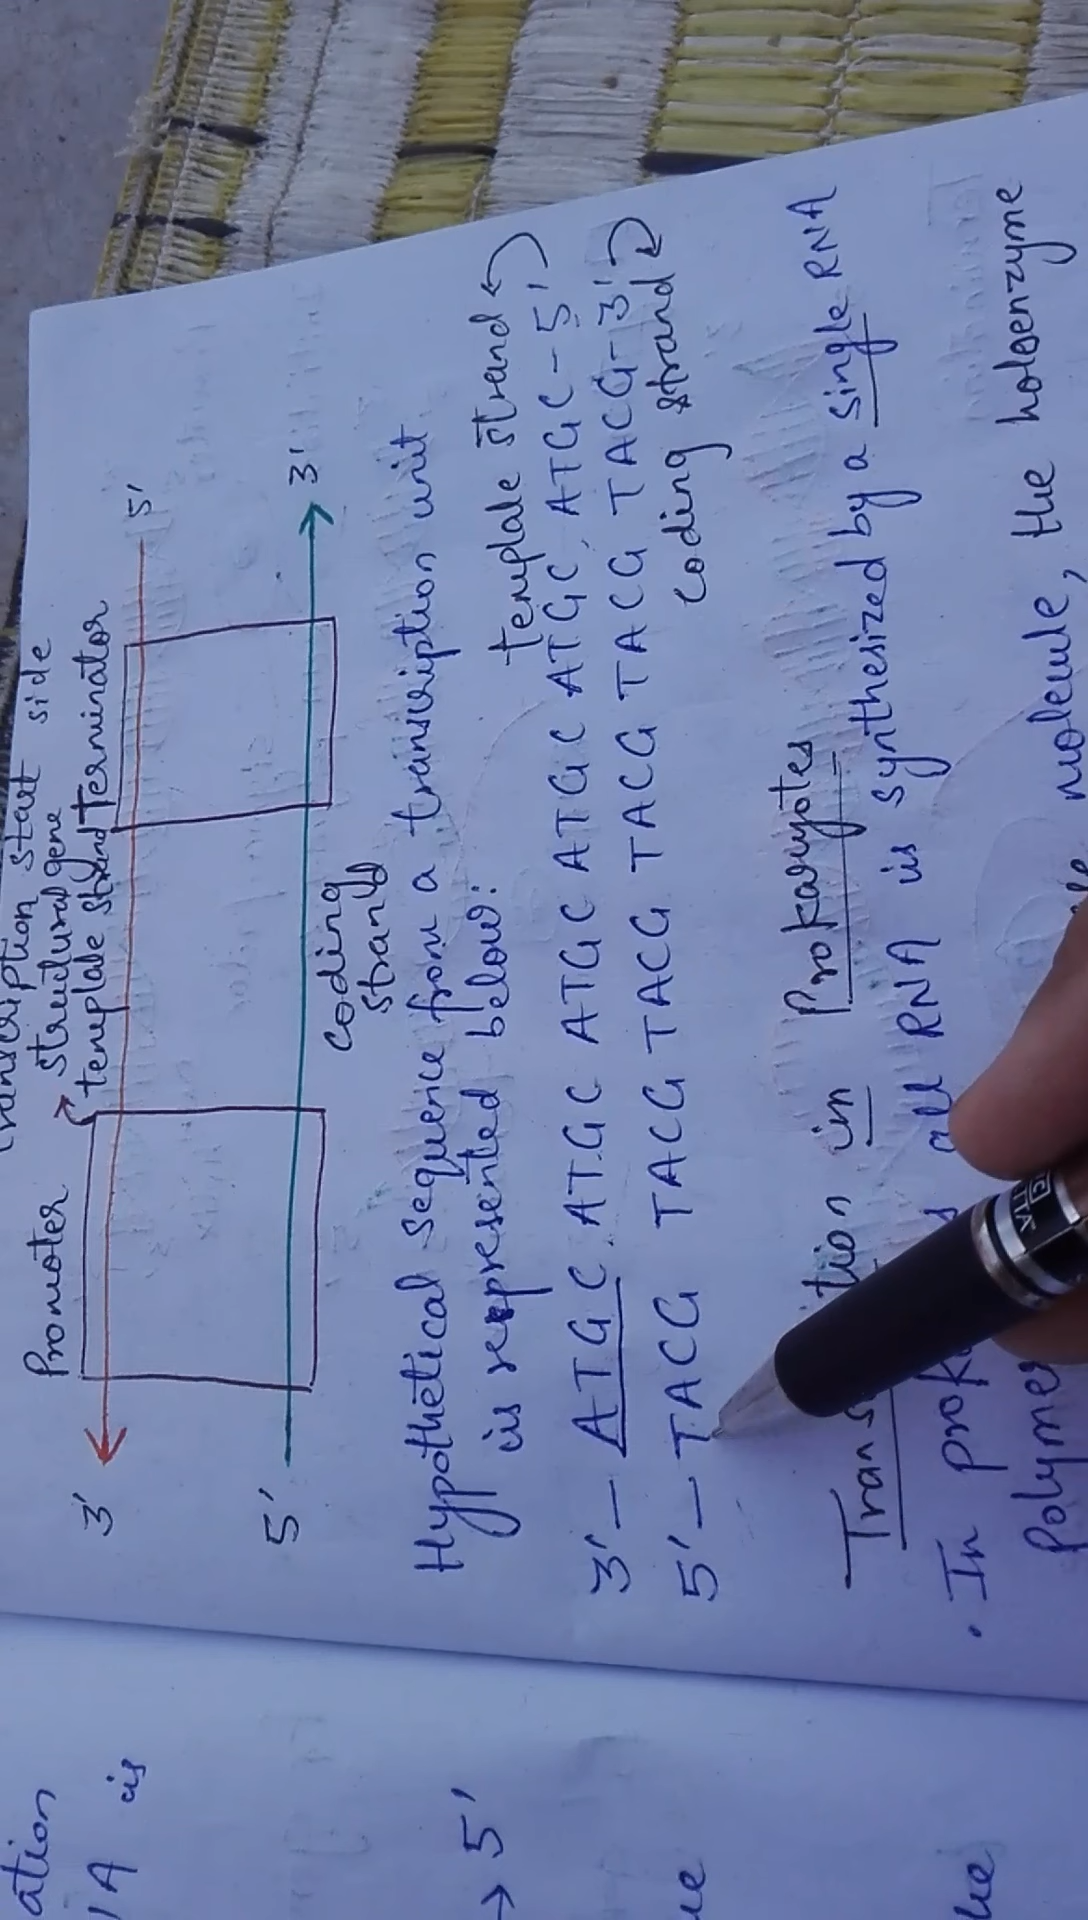 Transcription start side
structural gene
Promoter template strand Terminator
3' 5'
5' 3'
coding
strand
Hypothetical sequence from a transcription unit
is represented below:
template strand
3'— ATGC ATGC ATGC ATGC ATGC ATGC ATGC - 5'
5'— TACG TACG TACG TACG TACG TACG TACG - 3'
coding strand
tion in Prokaryotes
. In all RNA is synthesized by a single RNA
molecule, the holoenzyme
ation
is
→ 5'